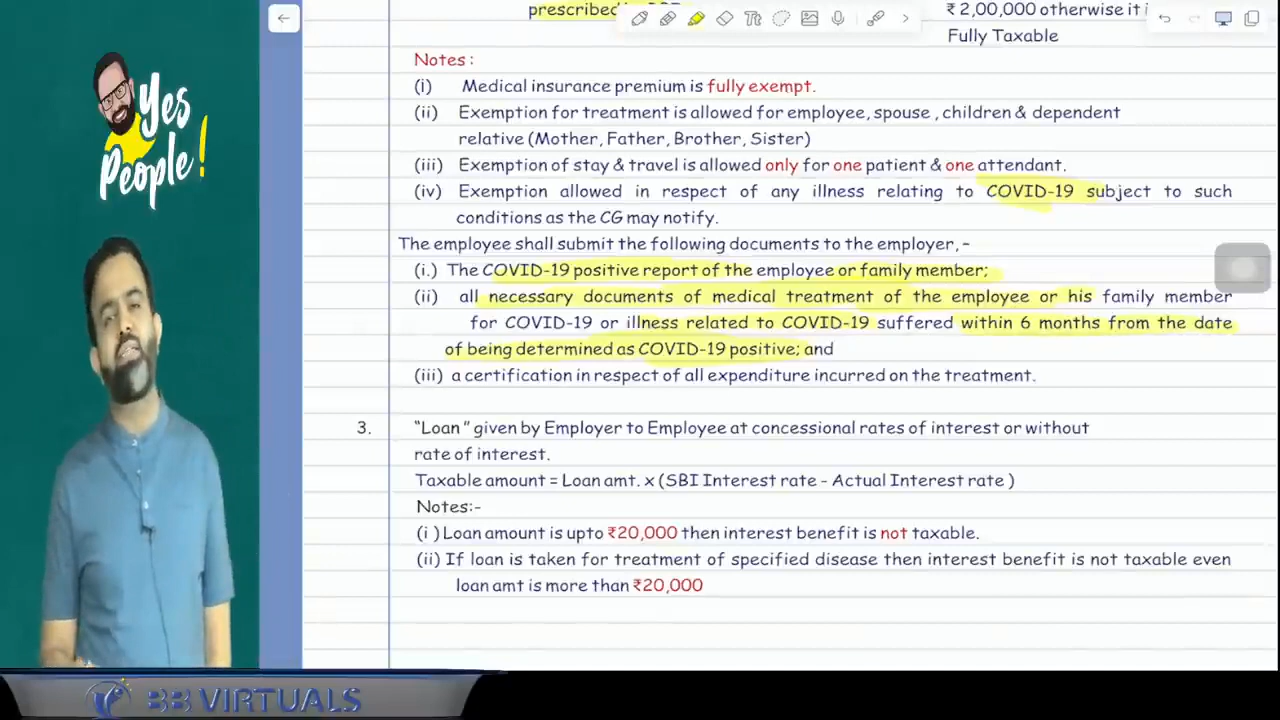 prescribed
₹ 2,00,000 otherwise it i
Fully Taxable
Tt
Yes
People!
Notes :
(i) Medical insurance premium is fully exempt.
(ii) Exemption for treatment is allowed for employee, spouse , children & dependent
relative (Mother, Father, Brother, Sister)
(iii) Exemption of stay & travel is allowed only for one patient & one attendant.
(iv) Exemption allowed in respect of any illness relating to COVID-19 subject to such
conditions as the CG may notify.
The employee shall submit the following documents to the employer, –
(i.) The COVID-19 positive report of the employee or family member;
(ii) all necessary documents of medical treatment of the employee or his family member
for COVID-19 or illness related to COVID-19 suffered within 6 months from the date
of being determined as COVID-19 positive; and
(iii) a certification in respect of all expenditure incurred on the treatment.
3. “Loan” given by Employer to Employee at concessional rates of interest or without
rate of interest.
Taxable amount = Loan amt. x (SBI Interest rate - Actual Interest rate )
Notes:-
(i ) Loan amount is upto ₹20,000 then interest benefit is not taxable.
(ii) If loan is taken for treatment of specified disease then interest benefit is not taxable even
loan amt is more than ₹20,000
BB VIRTUALS